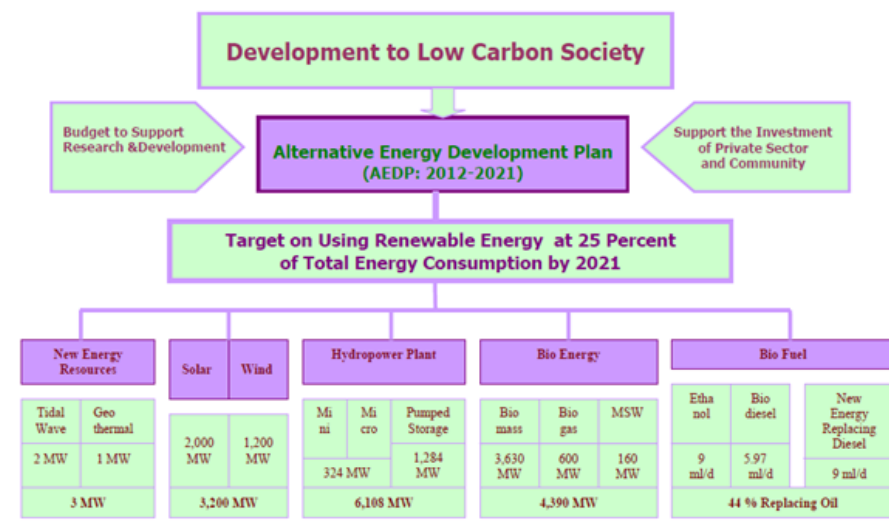 Development to Low Carbon Society
Budget to Support
Research &Development
Alternative Energy Development Plan
(AEDP: 2012-2021)
Support the Investment
of Private Sector
and Community
Target on Using Renewable Energy at 25 Percent
of Total Energy Consumption by 2021
New Energy
Resources
Tidal
Wave
Geo
thermal
2 MW
1 MW
3 MW
Solar
Wind
2,000
MW
1,200
MW
3,200 MW
Hydropower Plant
Mi
ni
Mi
cro
Pumped
Storage
324 MW
1,284
MW
6,108 MW
Bio Energy
Bio
mass
Bio
gas
MSW
3,630
MW
600
MW
160
MW
4,390 MW
Bio Fuel
Etha
nol
Bio
diesel
New
Energy
Replacing
Diesel
9
ml/d
5.97
ml/d
9 ml/d
44 % Replacing Oil